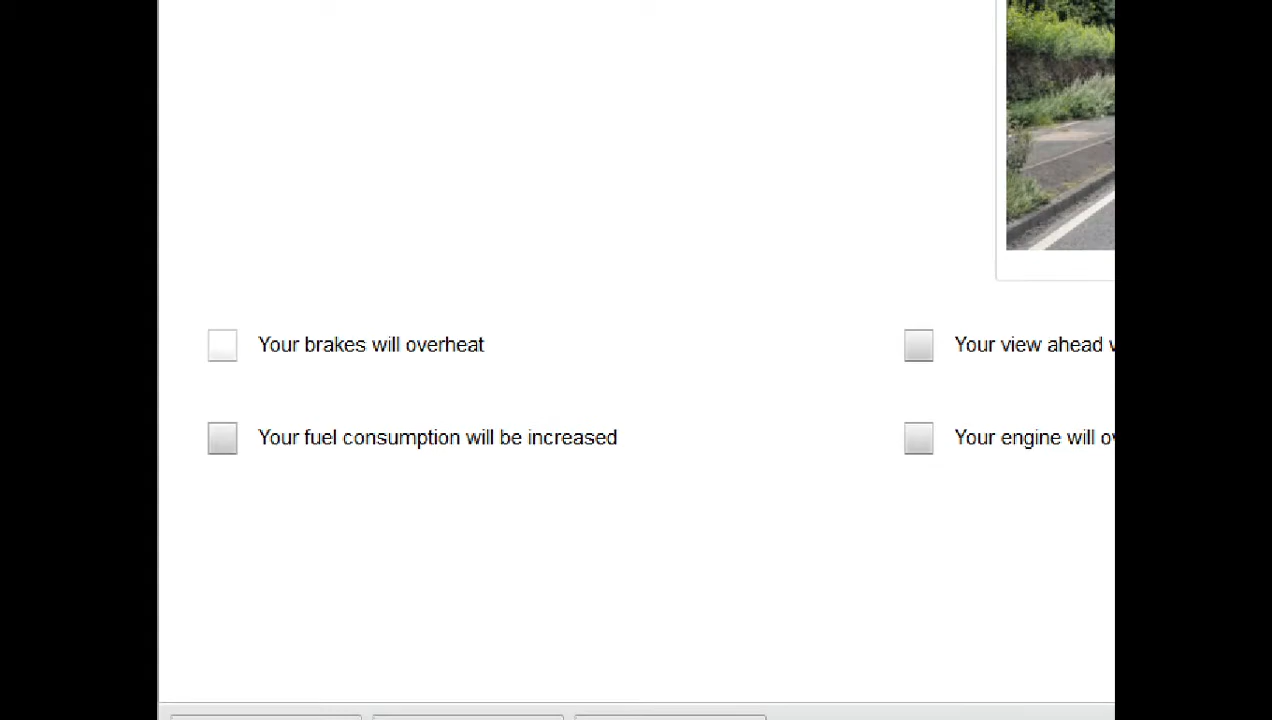 Your brakes will overheat
Your view ahead
Your fuel consumption will be increased
Your engine will